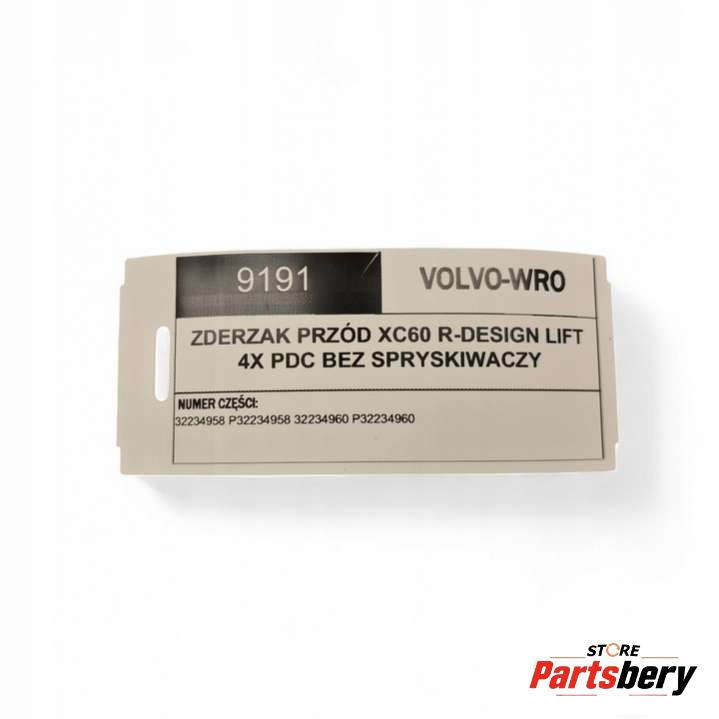 9191
VOLVO-WRO
ZDERZAK PRZÓD XC60 R-DESIGN LIFT
4X PDC BEZ SPRYSKIWACZY
NUMER CZĘŚCI:
32234958 P32234958 32234960 P32234960
STORE
Partsbery